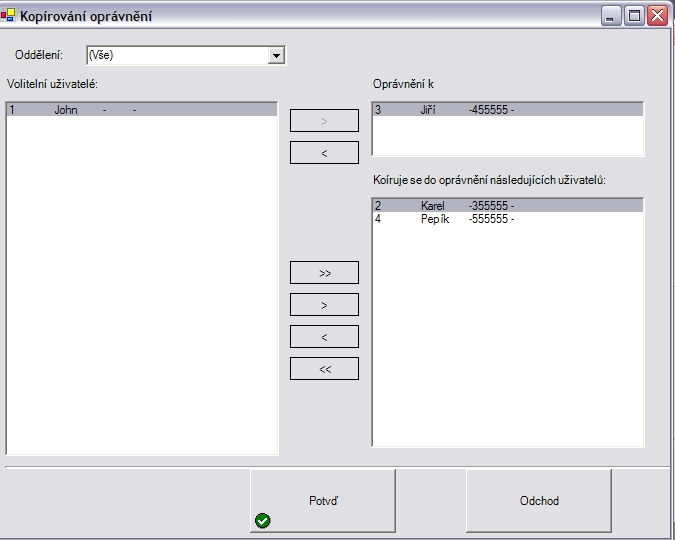 Kopírování oprávnění
Oddělení: (Vše)
Volitelní uživatelé:
1 John - -
>
<
>>
>
<
<<
Oprávnění k
3 Jiří -455555 -
Koíruje se do oprávnění následujících uživatelů:
2 Karel -355555 -
4 Pepík -555555 -
Potvď
Odchod